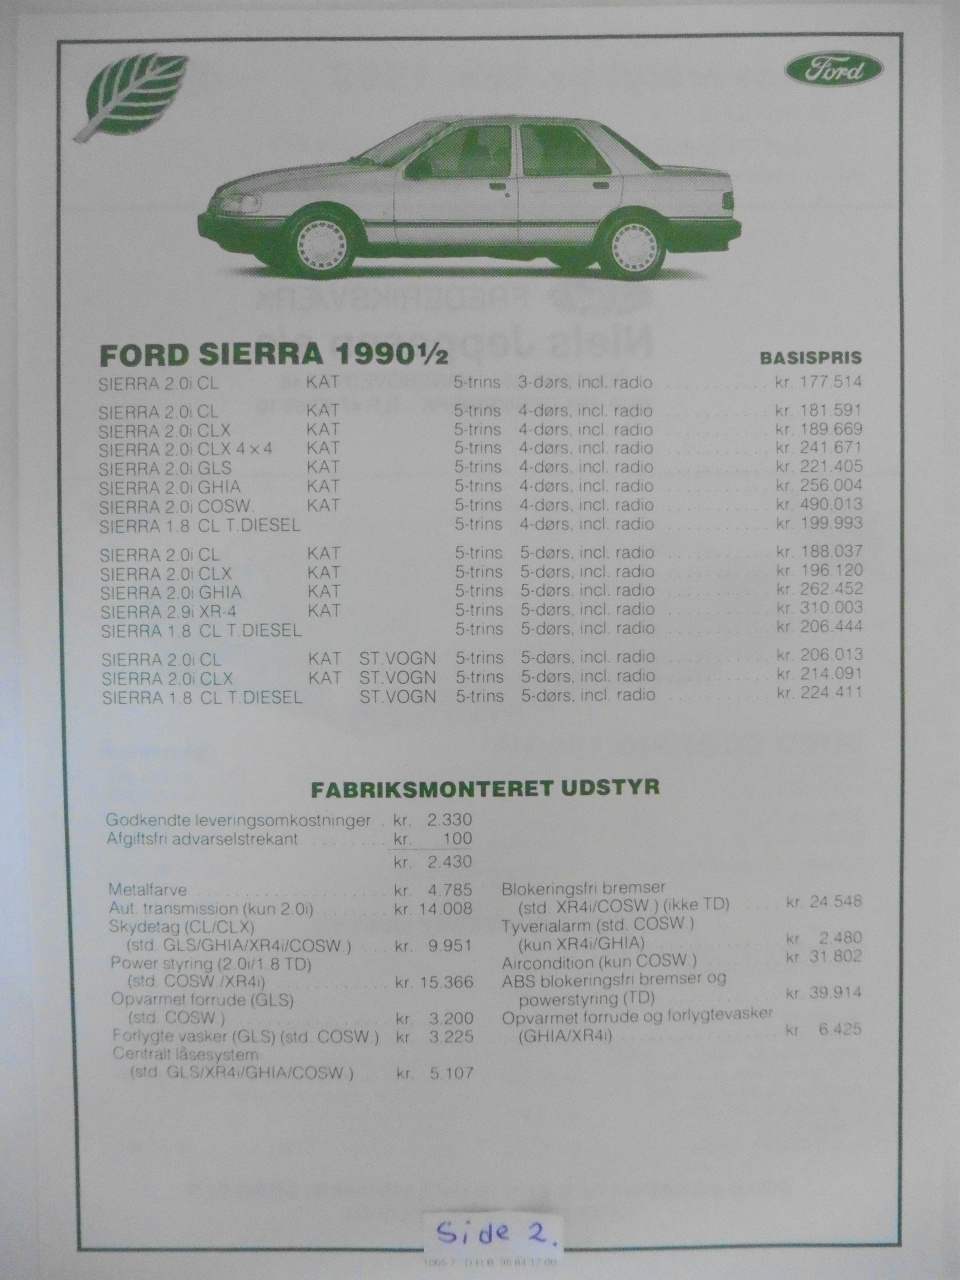 Ford
FORD SIERRA 1990½ BASISPRIS
SIERRA 2.0i CL KAT 5-trins 3-dørs, incl. radio kr. 177.514
SIERRA 2.0i CL KAT 5-trins 4-dørs, incl. radio kr. 181.591
SIERRA 2.0i CLX KAT 5-trins 4-dørs, incl. radio kr. 189.669
SIERRA 2.0i CLX 4×4 KAT 5-trins 4-dørs, incl. radio kr. 241.671
SIERRA 2.0i GLS KAT 5-trins 4-dørs, incl. radio kr. 221.405
SIERRA 2.0i GHIA KAT 5-trins 4-dørs, incl. radio kr. 256.004
SIERRA 2.0i COSW. KAT 5-trins 4-dørs, incl. radio kr. 490.013
SIERRA 1.8 CL T.DIESEL 5-trins 4-dørs, incl. radio kr. 199.993
SIERRA 2.0i CL KAT 5-trins 5-dørs, incl. radio kr. 188.037
SIERRA 2.0i CLX KAT 5-trins 5-dørs, incl. radio kr. 196.120
SIERRA 2.0i GHIA KAT 5-trins 5-dørs, incl. radio kr. 262.452
SIERRA 2.9i XR-4 KAT 5-trins 5-dørs, incl. radio kr. 310.003
SIERRA 1.8 CL T.DIESEL 5-trins 5-dørs, incl. radio kr. 206.444
SIERRA 2.0i CL KAT ST.VOGN 5-trins 5-dørs, incl. radio kr. 206.013
SIERRA 2.0i CLX KAT ST.VOGN 5-trins 5-dørs, incl. radio kr. 214.091
SIERRA 1.8 CL T.DIESEL ST.VOGN 5-trins 5-dørs, incl. radio kr. 224.411
FABRIKSMONTERET UDSTYR
Godkendte leveringsomkostninger . kr. 2.330
Afgiftsfri advarselstrekant kr. 100
kr. 2.430
Metalfarve kr. 4.785
Aut. transmission (kun 2.0i) kr. 14.008
Skydetag (CL/CLX)
(std. GLS/GHIA/XR4i/COSW.) kr. 9.951
Power styring (2.0i/1.8 TD)
(std. COSW./XR4i) kr. 15.366
Opvarmet forrude (GLS)
(std. COSW.) kr. 3.200
Forlygte vasker (GLS) (std. COSW.) kr 3.225
Centralt låsesystem
(std. GLS/XR4i/GHIA/COSW.) kr. 5.107
Blokeringsfri bremser
(std. XR4i/COSW.) (ikke TD) kr. 24.548
Tyverialarm (std. COSW.)
(kun XR4i/GHIA) kr 2.480
Aircondition (kun COSW.) kr 31.802
ABS blokeringsfri bremser og
powerstyring (TD) kr. 39.914
Opvarmet forrude og forlygtevasker
(GHIA/XR4i) kr 6.425
Side 2.